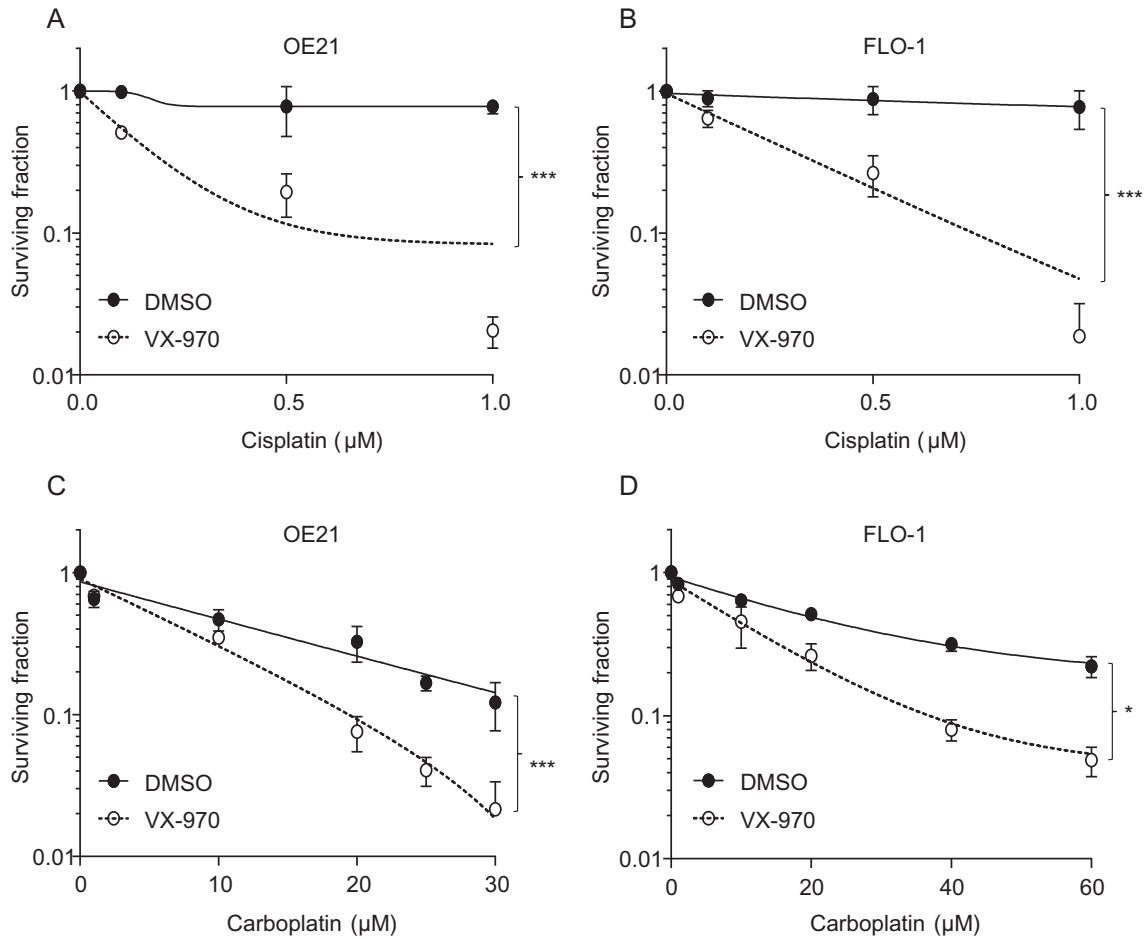 A
OE21
1
0.1
0.01
Surviving fraction
DMSO
VX-970
***
0.0
0.5
1.0
Cisplatin (µM)
B
FLO-1
1
0.1
0.01
Surviving fraction
DMSO
VX-970
***
0.0
0.5
1.0
Cisplatin (µM)
C
OE21
1
0.1
0.01
Surviving fraction
DMSO
VX-970
***
0
10
20
30
Carboplatin (µM)
D
FLO-1
1
0.1
0.01
Surviving fraction
DMSO
VX-970
*
0
20
40
60
Carboplatin (µM)